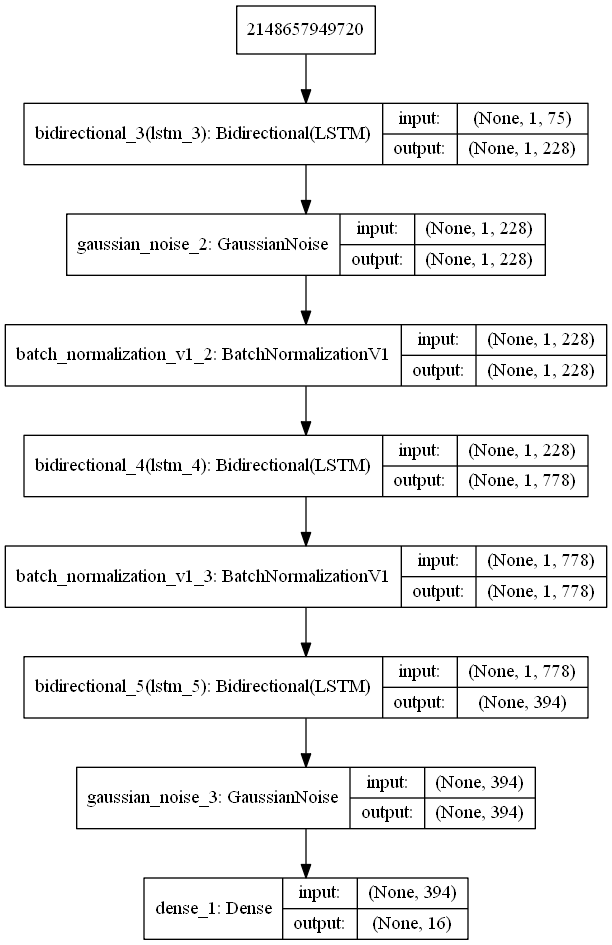 2148657949720
bidirectional_3(lstm_3): Bidirectional(LSTM)
input: (None, 1, 75)
output: (None, 1, 228)
gaussian_noise_2: GaussianNoise
input: (None, 1, 228)
output: (None, 1, 228)
batch_normalization_v1_2: BatchNormalizationV1
input: (None, 1, 228)
output: (None, 1, 228)
bidirectional_4(lstm_4): Bidirectional(LSTM)
input: (None, 1, 228)
output: (None, 1, 778)
batch_normalization_v1_3: BatchNormalizationV1
input: (None, 1, 778)
output: (None, 1, 778)
bidirectional_5(lstm_5): Bidirectional(LSTM)
input: (None, 1, 778)
output: (None, 394)
gaussian_noise_3: GaussianNoise
input: (None, 394)
output: (None, 394)
dense_1: Dense
input: (None, 394)
output: (None, 16)